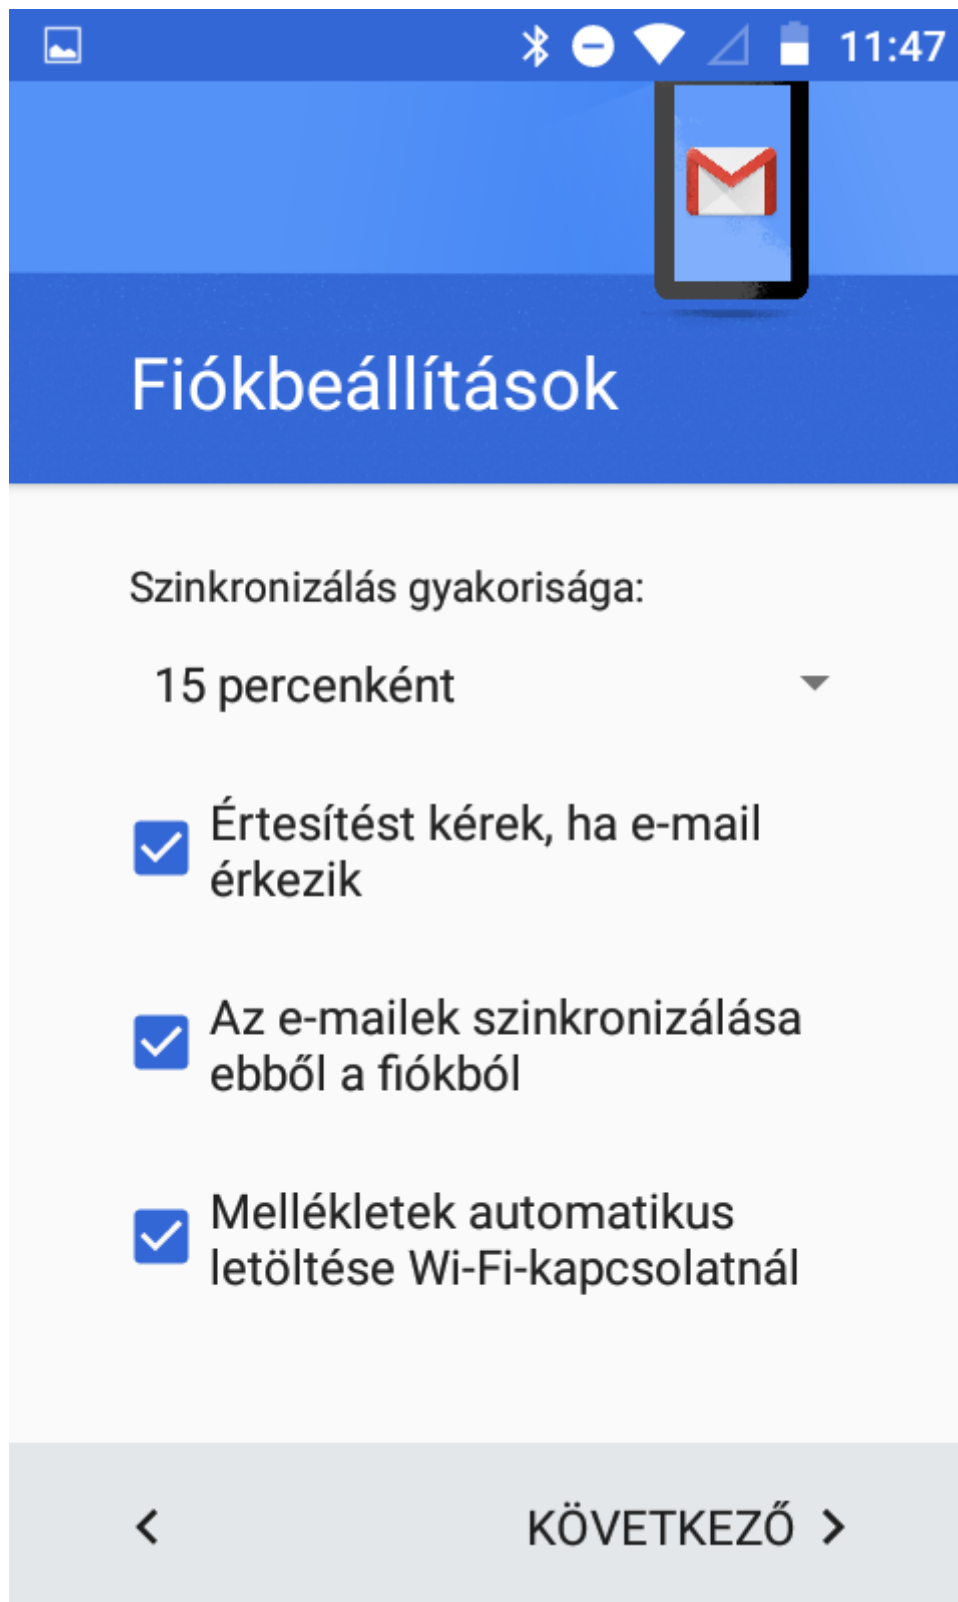 11:47
Fiókbeállítások
Szinkronizálás gyakorisága:
15 percenként
Értesítést kérek, ha e-mail
érkezik
Az e-mailek szinkronizálása
ebből a fiókból
Mellékletek automatikus
letöltése Wi-Fi-kapcsolatnál
KÖVETKEZŐ